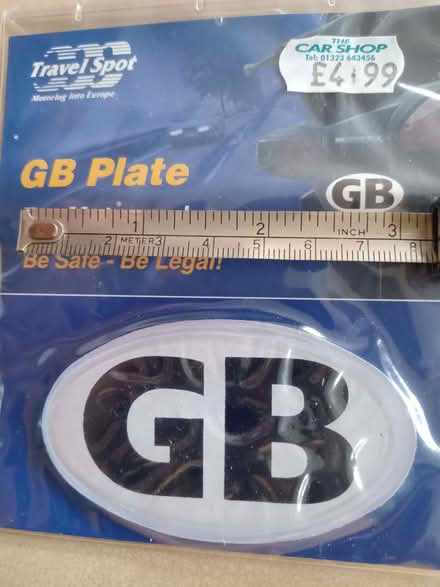 Travel Spot
Motoring into Europe
THE
CAR SHOP
Tel: 01323 643456
£4.99
GB Plate
GB
1 2 INCH 3
2 METER 3 4 5 6 7 8
Be Safe - Be Legal!
GB